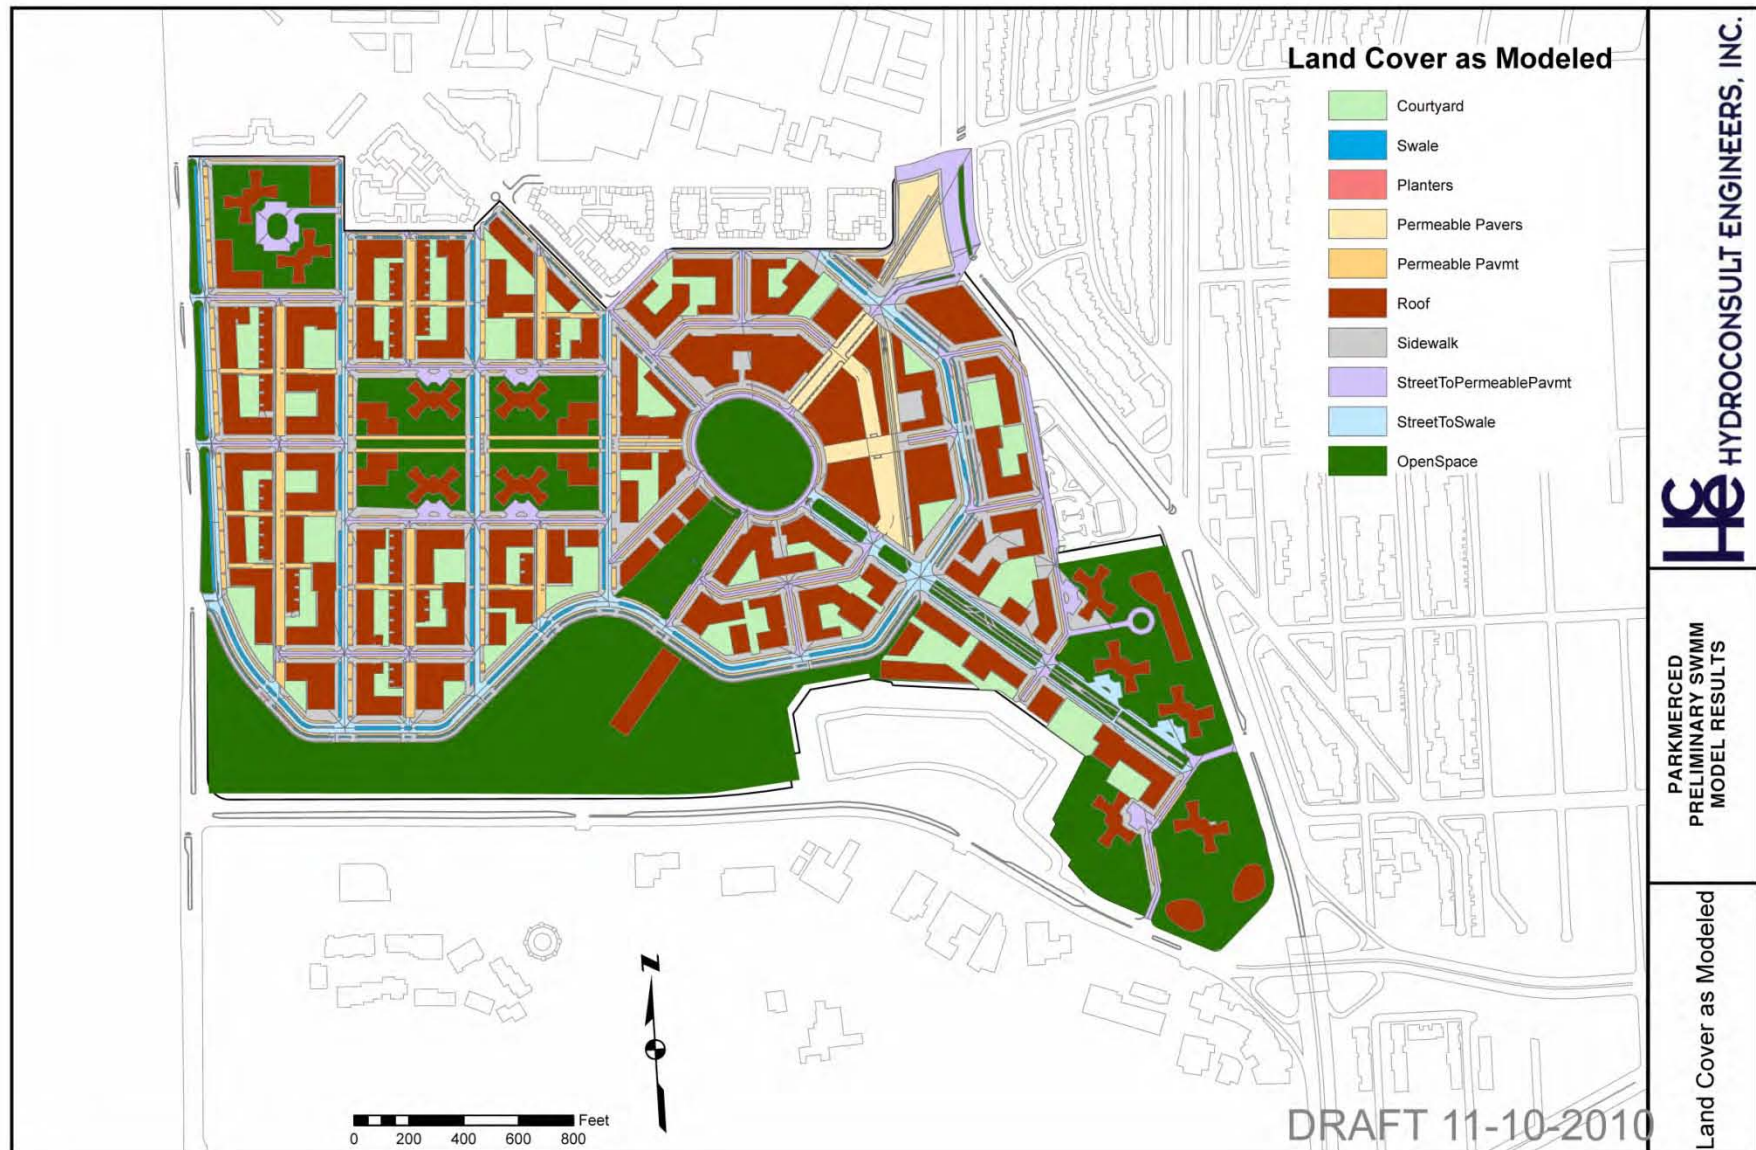 Land Cover as Modeled
Courtyard
Swale
Planters
Permeable Pavers
Permeable Pavmt
Roof
Sidewalk
StreetToPermeablePavmt
StreetToSwale
OpenSpace
HCE HYDROCONSULT ENGINEERS, INC.
PARKMERCED
PRELIMINARY SWMM
MODEL RESULTS
Land Cover as Modeled
N
Feet
0 200 400 600 800
DRAFT 11-10-2010